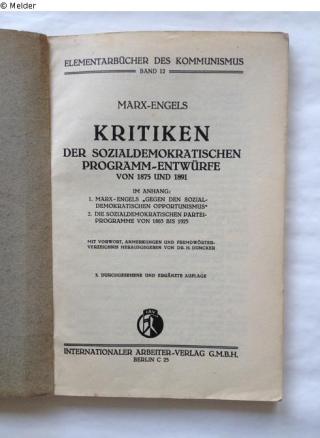 © Melder
ELEMENTARBÜCHER DES KOMMUNISMUS
BAND 12
MARX-ENGELS
KRITIKEN
DER SOZIALDEMOKRATISCHEN
PROGRAMM-ENTWÜRFE
VON 1875 UND 1891
IM ANHANG:
1. MARX-ENGELS „GEGEN DEN SOZIAL-
DEMOKRATISCHEN OPPORTUNISMUS"
2. DIE SOZIALDEMOKRATISCHEN PARTEI-
PROGRAMME VON 1863 BIS 1925
MIT VORWORT, ANMERKUNGEN UND FREMDWÖRTER-
VERZEICHNIS HERAUSGEGEBEN VON DR. H. DUNCKER
3. DURCHGESEHENE UND ERGÄNZTE AUFLAGE
INTERNATIONALER ARBEITER-VERLAG G.M.B.H.
BERLIN C 25